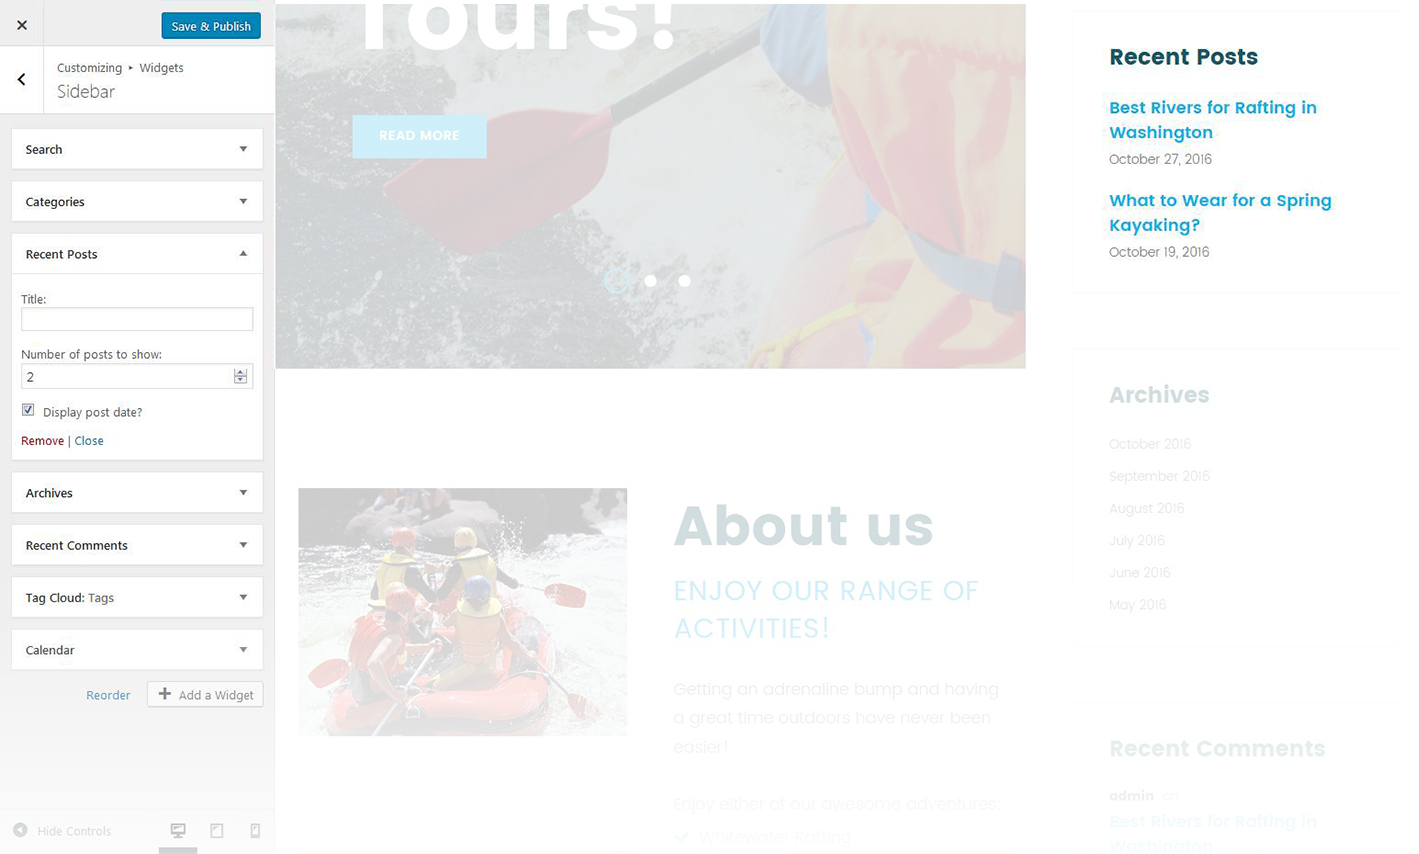 Save & Publish
Customizing ▸ Widgets
Sidebar
Search
Categories
Recent Posts
Title:
Number of posts to show:
2
Display post date?
Remove | Close
Archives
Recent Comments
Tag Cloud: Tags
Calendar
Reorder
Add a Widget
Hide Controls
Tours!
READ MORE
About us
ENJOY OUR RANGE OF
ACTIVITIES!
Getting an adrenaline bump and having
a great time outdoors have never been
easier!
Enjoy either of our awesome adventures:
Whitewater Rafting
Recent Posts
Best Rivers for Rafting in
Washington
October 27, 2016
What to Wear for a Spring
Kayaking?
October 19, 2016
Archives
October 2016
September 2016
August 2016
July 2016
June 2016
May 2016
Recent Comments
admin on
Best Rivers for Rafting in
Washington